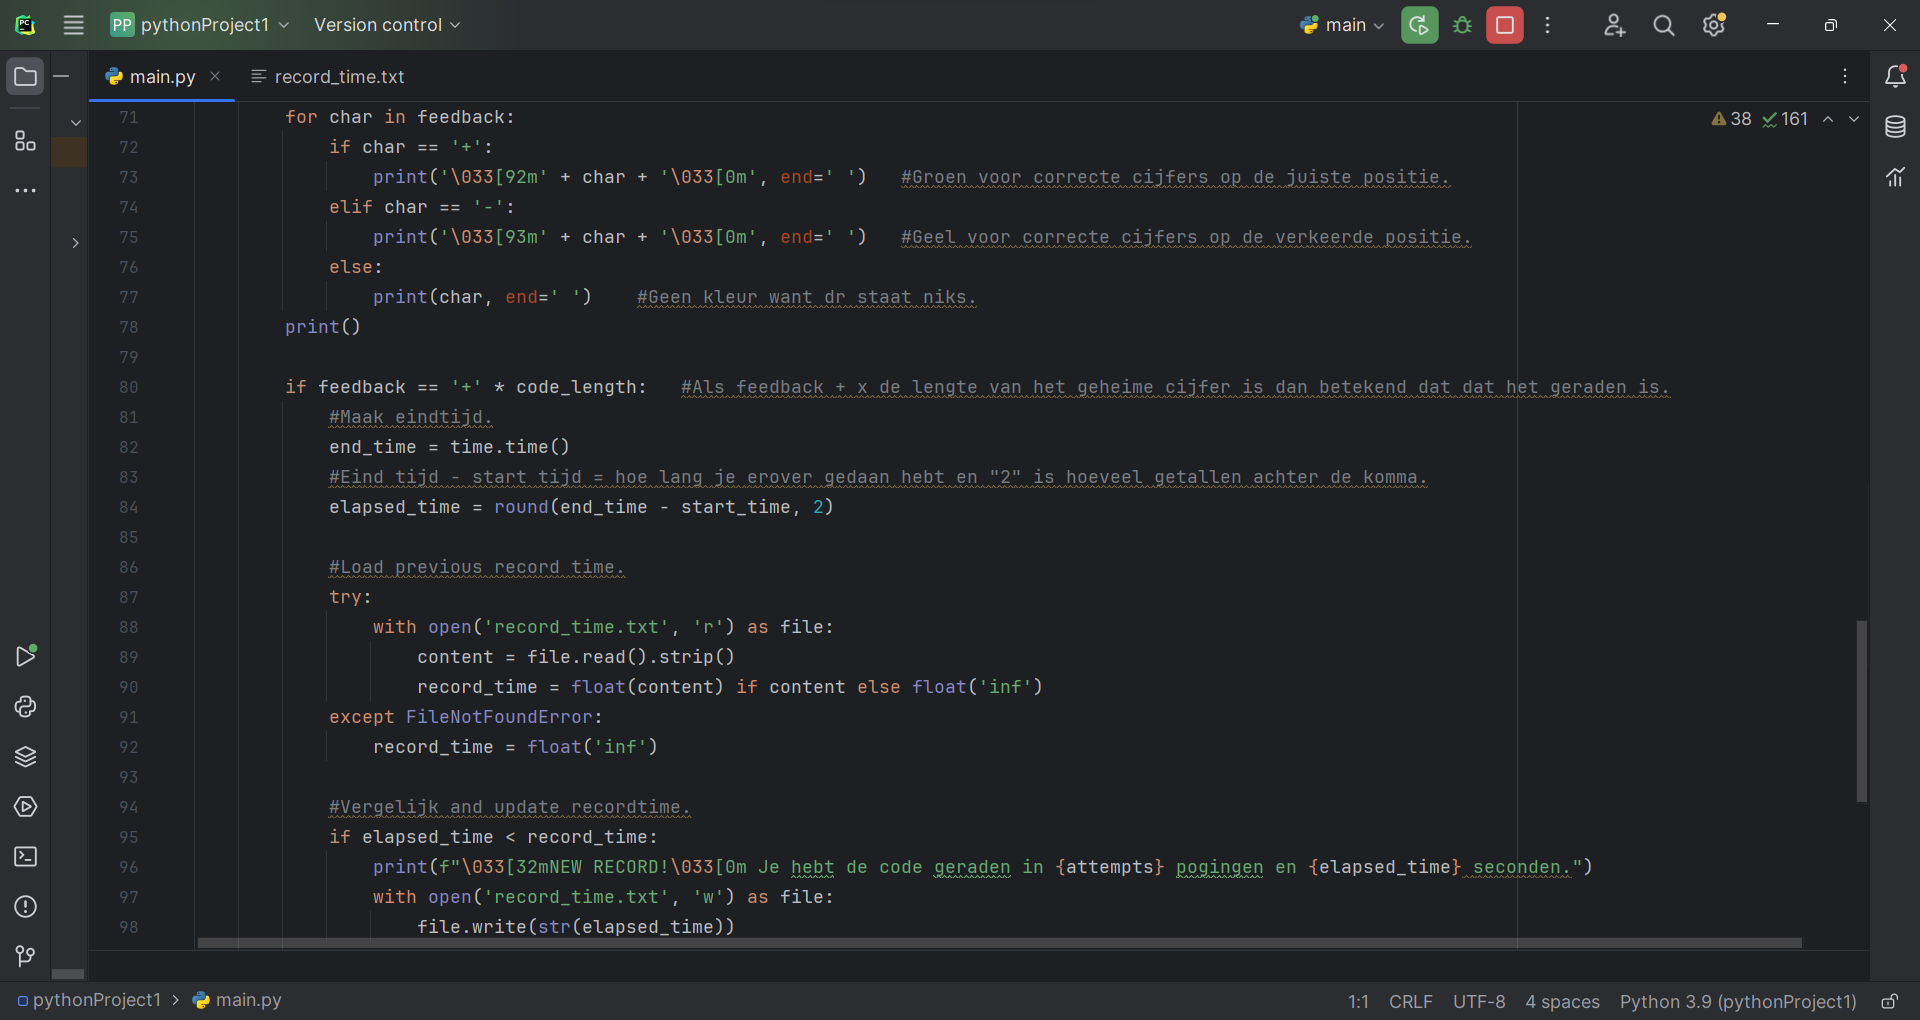 PC
PP pythonProject1 Version control main
main.py record_time.txt
38 161
71 for char in feedback:
72 if char == '+':
73 print('\033[92m' + char + '\033[0m', end=' ') #Groen voor correcte cijfers op de juiste positie.
74 elif char == '-':
75 print('\033[93m' + char + '\033[0m', end=' ') #Geel voor correcte cijfers op de verkeerde positie.
76 else:
77 print(char, end=' ') #Geen kleur want dr staat niks.
78 print()
79
80 if feedback == '+' * code_length: #Als feedback + x de lengte van het geheime cijfer is dan betekend dat dat het geraden is.
81 #Maak eindtijd.
82 end_time = time.time()
83 #Eind tijd - start tijd = hoe lang je erover gedaan hebt en "2" is hoeveel getallen achter de komma.
84 elapsed_time = round(end_time - start_time, 2)
85
86 #Load previous record time.
87 try:
88 with open('record_time.txt', 'r') as file:
89 content = file.read().strip()
90 record_time = float(content) if content else float('inf')
91 except FileNotFoundError:
92 record_time = float('inf')
93
94 #Vergelijk and update recordtime.
95 if elapsed_time < record_time:
96 print(f"\033[32mNEW RECORD!\033[0m Je hebt de code geraden in {attempts} pogingen en {elapsed_time} seconden.")
97 with open('record_time.txt', 'w') as file:
98 file.write(str(elapsed_time))
pythonProject1 > main.py
1:1 CRLF UTF-8 4 spaces Python 3.9 (pythonProject1)